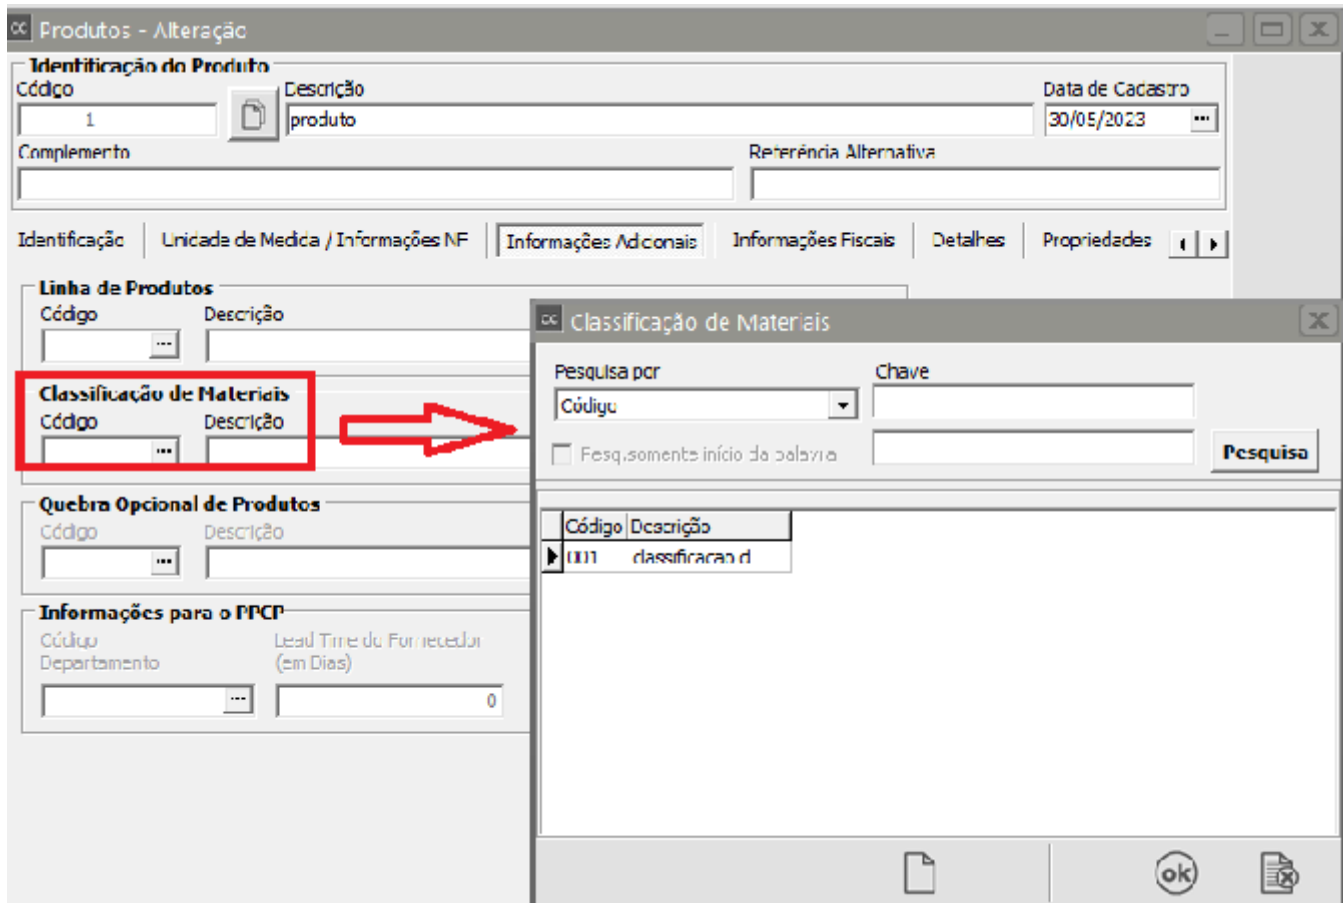 Produtos - Alteração
Identificação do Produto
Código Descrição Data de Cadastro
1 produto 30/05/2023 ...
Complemento Referência Alternativa
Identificação Unidade de Medida / Informações NF Informações Adicionais Informações Fiscais Detalhes Propriedades
Linha de Produtos
Código Descrição
...
Classificação de Materiais
Código Descrição
...
Quebra Opcional de Produtos
Código Descrição
...
Informações para o PPCP
Código Departamento
Lead Time do Fornecedor (em Dias)
... 0
Classificação de Materiais
Pesquisa por Chave
Código
Pesq.somente início da palavra Pesquisa
Código Descrição
001 classificacao d
ok